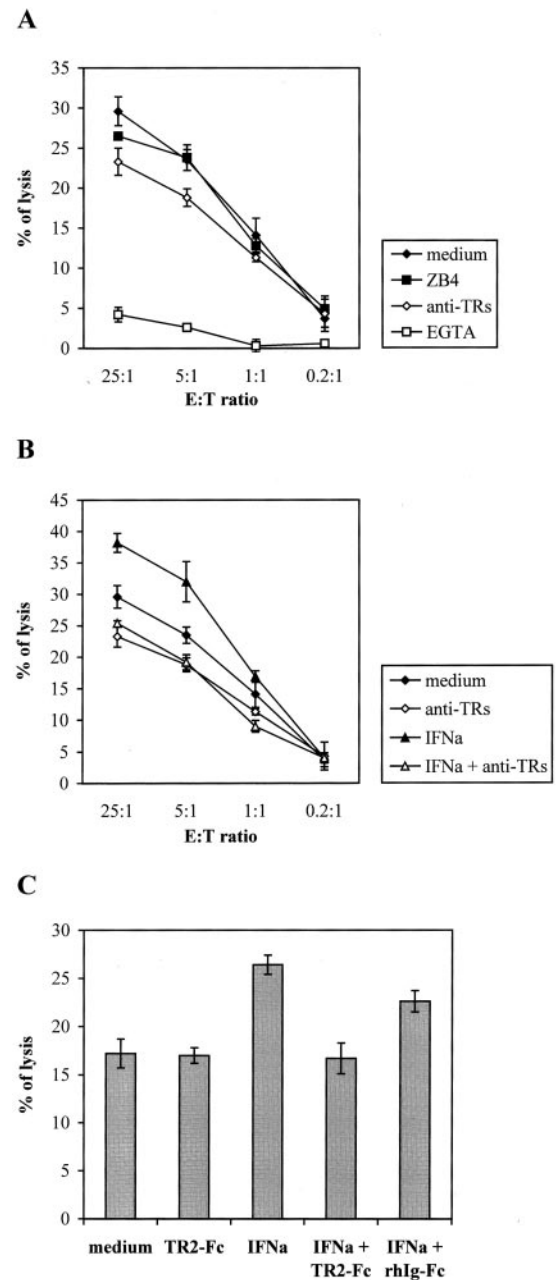 A
35
30
25
20
15
10
5
0
% of lysis
25:1 5:1 1:1 0.2:1
E:T ratio
medium
ZB4
anti-TRs
EGTA
B
45
40
35
30
25
20
15
10
5
0
% of lysis
25:1 5:1 1:1 0.2:1
E:T ratio
medium
anti-TRs
IFNa
IFNa + anti-TRs
C
30
25
20
15
10
5
0
% of lysis
medium TR2-Fc IFNa IFNa + IFNa +
TR2-Fc rhIg-Fc